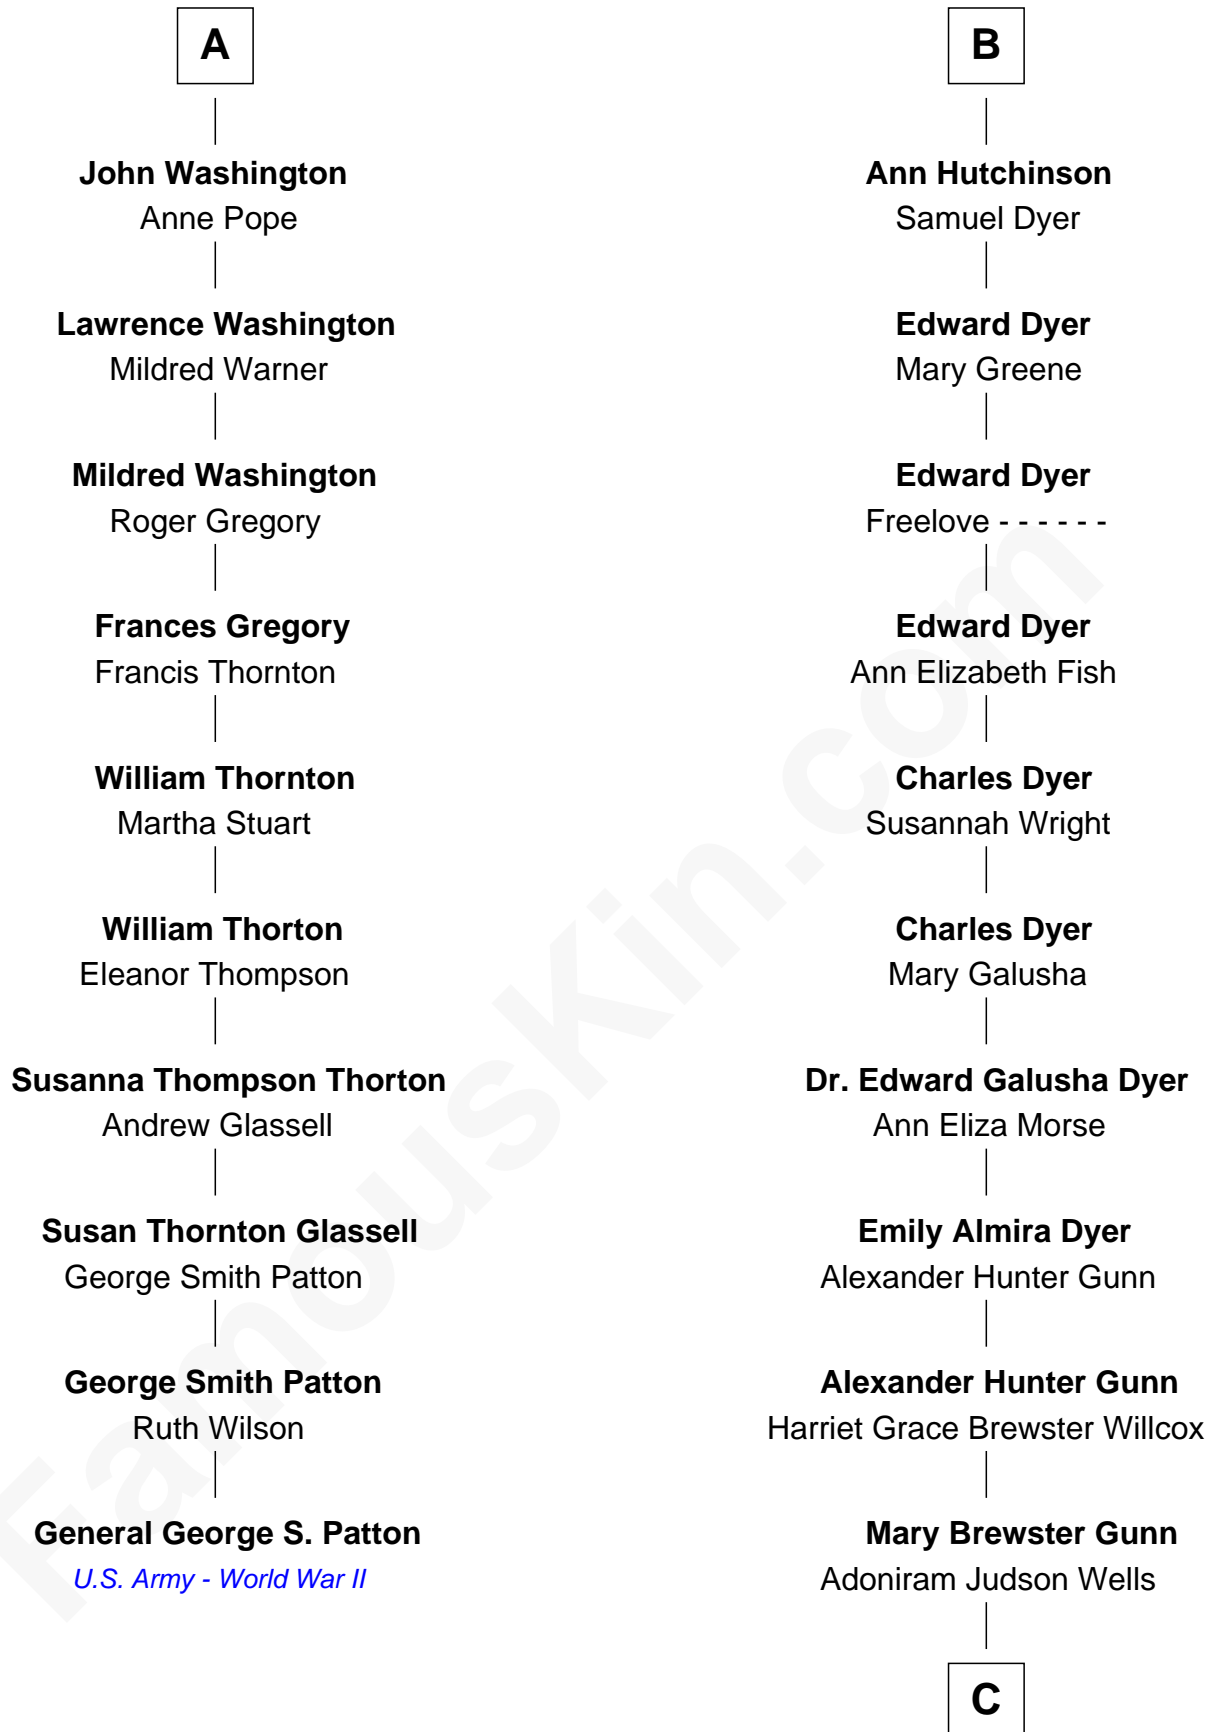 A
John Washington
Anne Pope
Lawrence Washington
Mildred Warner
Mildred Washington
Roger Gregory
Frances Gregory
Francis Thornton
William Thornton
Martha Stuart
William Thorton
Eleanor Thompson
Susanna Thompson Thorton
Andrew Glassell
Susan Thornton Glassell
George Smith Patton
George Smith Patton
Ruth Wilson
General George S. Patton
U.S. Army - World War II
B
Ann Hutchinson
Samuel Dyer
Edward Dyer
Mary Greene
Edward Dyer
Freelove - - - - - -
Edward Dyer
Ann Elizabeth Fish
Charles Dyer
Susannah Wright
Charles Dyer
Mary Galusha
Dr. Edward Galusha Dyer
Ann Eliza Morse
Emily Almira Dyer
Alexander Hunter Gunn
Alexander Hunter Gunn
Harriet Grace Brewster Willcox
Mary Brewster Gunn
Adoniram Judson Wells
C
FamousKin.com